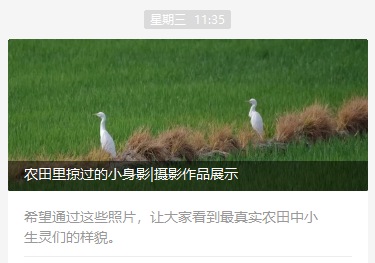 星期三 11:35
农田里掠过的小身影|摄影作品展示
希望通过这些照片，让大家看到最真实农田中小
生灵们的样貌。